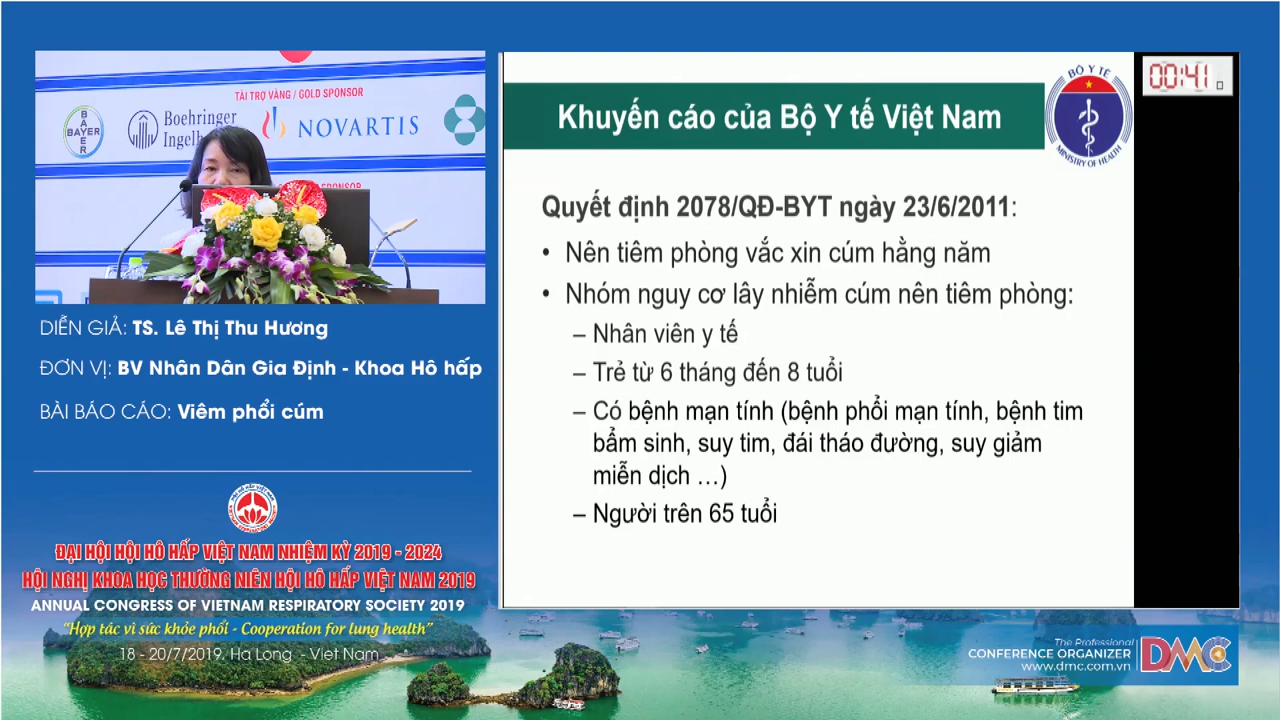 TÀI TRỢ VÀNG / GOLD SPONSOR
BAYER
BAYER
Boehringer
NOVARTIS
SPONSOR
DIỄN GIẢ: TS. Lê Thị Thu Hương
ĐƠN VỊ: BV Nhân Dân Gia Định - Khoa Hô hấp
BÀI BÁO CÁO: Viêm phổi cúm
ĐẠI HỘI HỘI HÔ HẤP VIỆT NAM NHIỆM KỲ 2019 - 2024
HỘI NGHỊ KHOA HỌC THƯỜNG NIÊN HỘI HÔ HẤP VIỆT NAM 2019
ANNUAL CONGRESS OF VIETNAM RESPIRATORY SOCIETY 2019
“Hợp tác vì sức khỏe phổi - Cooperation for lung health”
18 - 20/7/2019. Ha Long - Viet Nam
Khuyến cáo của Bộ Y tế Việt Nam
BỘ Y TẾ
MINISTRY OF HEALTH
00:41
Quyết định 2078/QĐ-BYT ngày 23/6/2011:
• Nên tiêm phòng vắc xin cúm hằng năm
• Nhóm nguy cơ lây nhiễm cúm nên tiêm phòng:
– Nhân viên y tế
– Trẻ từ 6 tháng đến 8 tuổi
– Có bệnh mạn tính (bệnh phổi mạn tính, bệnh tim
bẩm sinh, suy tim, đái tháo đường, suy giảm
miễn dịch …)
– Người trên 65 tuổi
The Professional
CONFERENCE ORGANIZER
www.dmc.com.vn
DMC